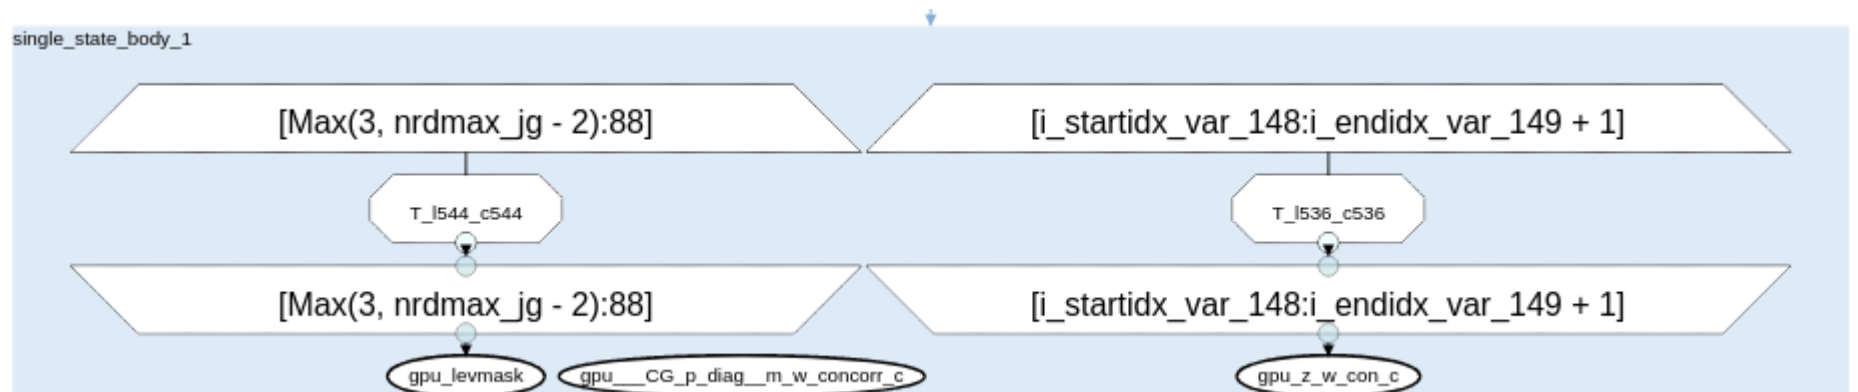 single_state_body_1
[Max(3, nrdmax_jg - 2):88]
[i_startidx_var_148:i_endidx_var_149 + 1]
T_l544_c544
T_l536_c536
[Max(3, nrdmax_jg - 2):88]
[i_startidx_var_148:i_endidx_var_149 + 1]
gpu_levmask
gpu___CG_p_diag__m_w_concorr_c
gpu_z_w_con_c